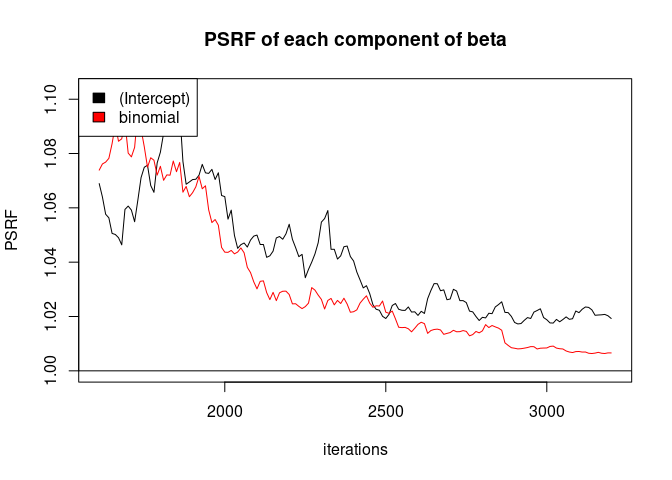 PSRF of each component of beta
(Intercept)
binomial
PSRF
1.10
1.08
1.06
1.04
1.02
1.00
2000
2500
3000
iterations